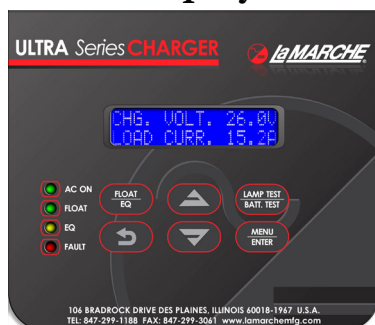 ULTRA Series CHARGER
LaMARCHE
CHG. VOLT. 26.0V
LOAD CURR. 15.2A
AC ON
FLOAT
EQ
FAULT
FLOAT
EQ
LAMP TEST
BATT. TEST
MENU
ENTER
106 BRADROCK DRIVE DES PLAINES, ILLINOIS 60018-1967 U.S.A.
TEL: 847-299-1188 FAX: 847-299-3061 www.lamarchemfg.com